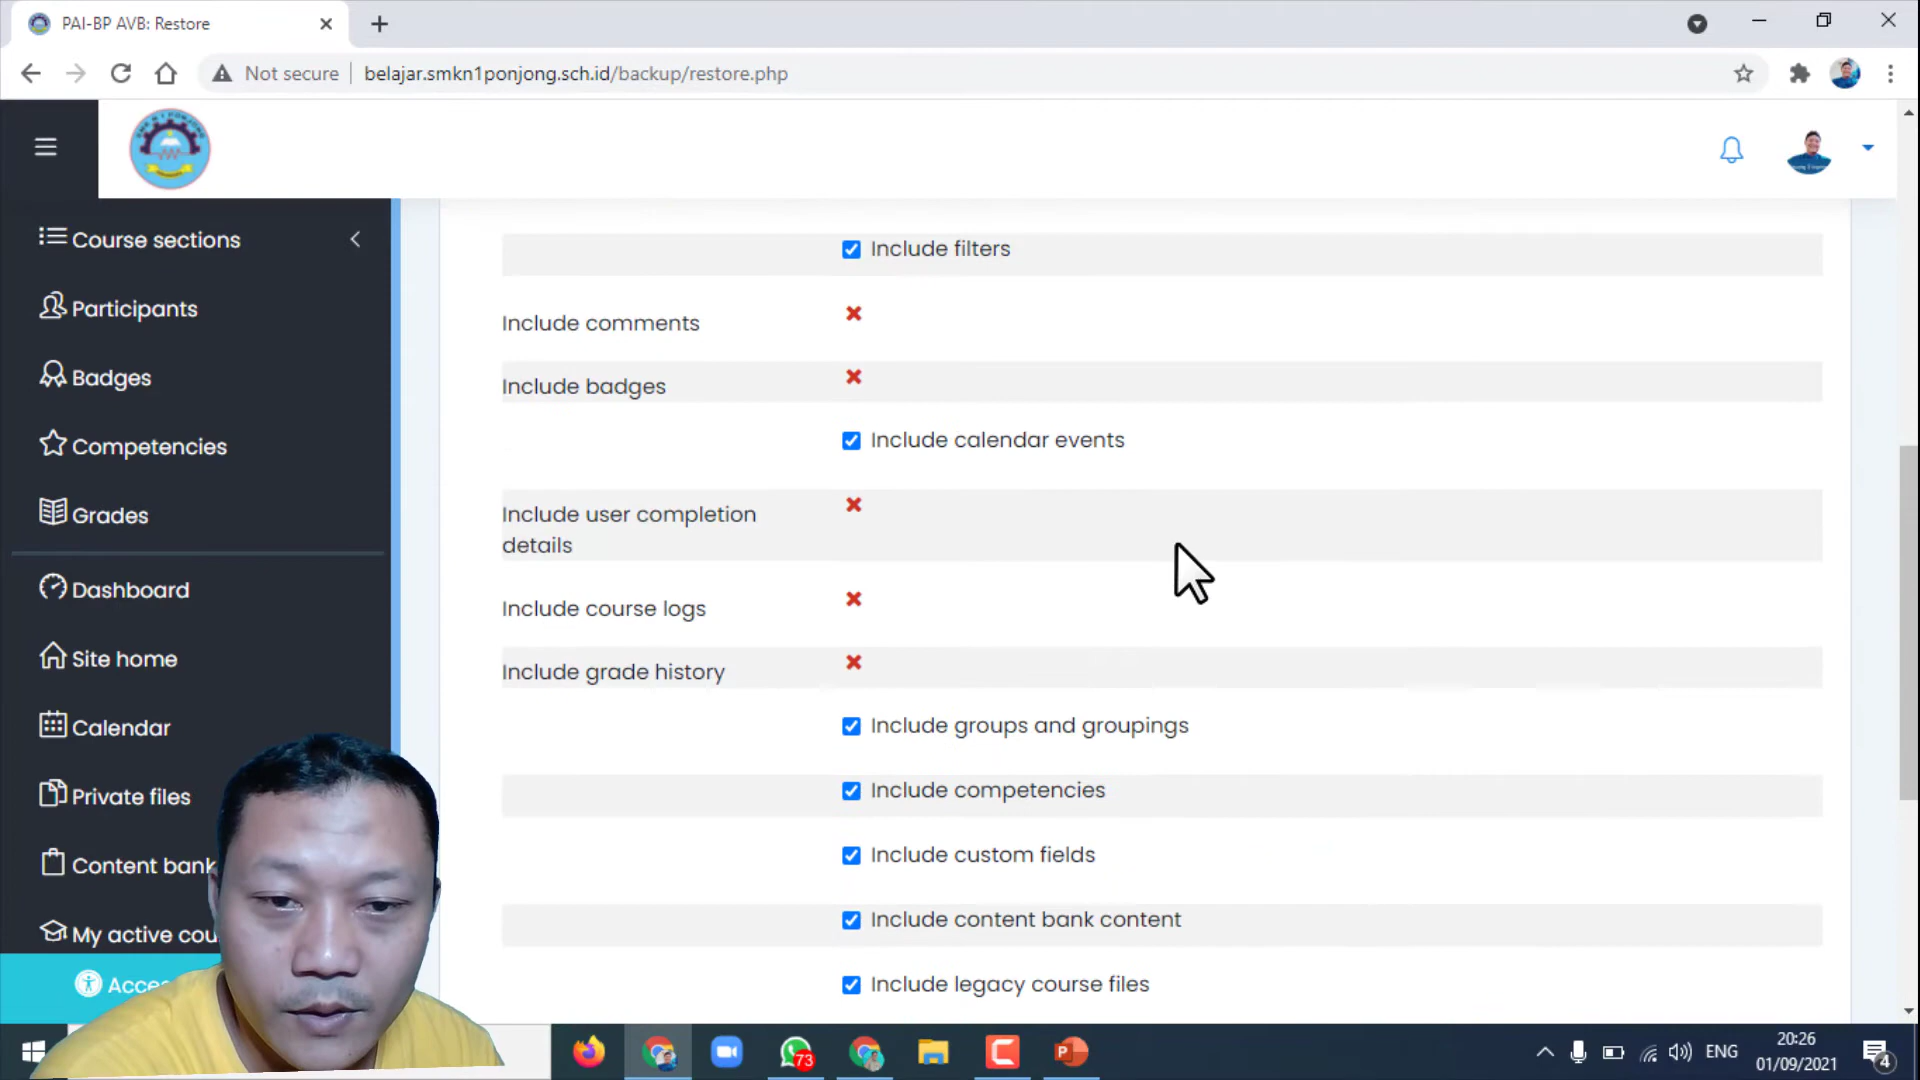 PAI-BP AVB: Restore
Not secure
belajar.smkn1ponjong.sch.id/backup/restore.php
Course sections
Participants
Badges
Competencies
Grades
Dashboard
Site home
Calendar
Private files
Content bank
My active cou
Acces
Include filters
Include comments
Include badges
Include calendar events
Include user completion
details
Include course logs
Include grade history
Include groups and groupings
Include competencies
Include custom fields
Include content bank content
Include legacy course files
73
ENG
20:26
01/09/2021
4